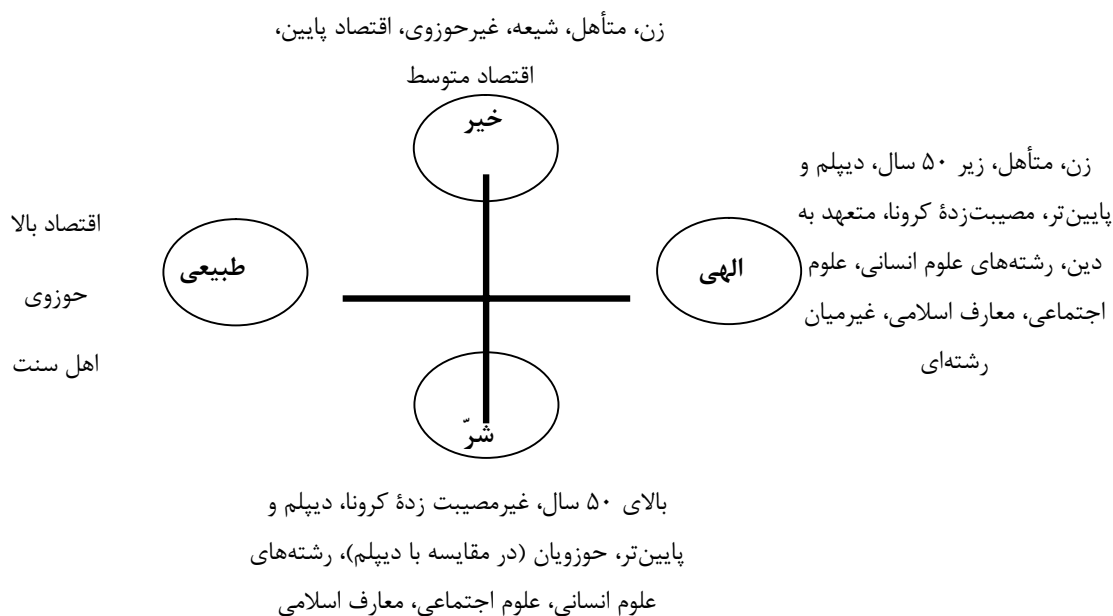 زن، متأهل، شیعه، غیرحوزوی، اقتصاد پایین،
اقتصاد متوسط
خیر
زن، متأهل، زیر ۵۰ سال، دیپلم و
پایین‌تر، مصیبت‌زدهٔ کرونا، متعهد به
دین، رشته‌های علوم انسانی، علوم
اجتماعی، معارف اسلامی، غیرمیان
رشته‌ای
الهی
طبیعی
اقتصاد بالا
حوزوی
اهل سنت
شرّ
بالای ۵۰ سال، غیرمصیبت زدهٔ کرونا، دیپلم و
پایین‌تر، حوزویان (در مقایسه با دیپلم)، رشته‌های
علوم انسانی، علوم اجتماعی، معارف اسلامی